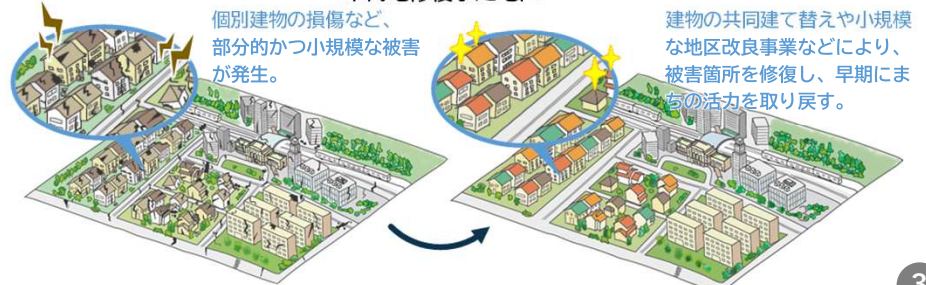 個別建物の損傷など、
部分的かつ小規模な被害
が発生。
建物の共同建て替えや小規模
な地区改良事業などにより、
被害箇所を修復し、早期にま
ちの活力を取り戻す。
3